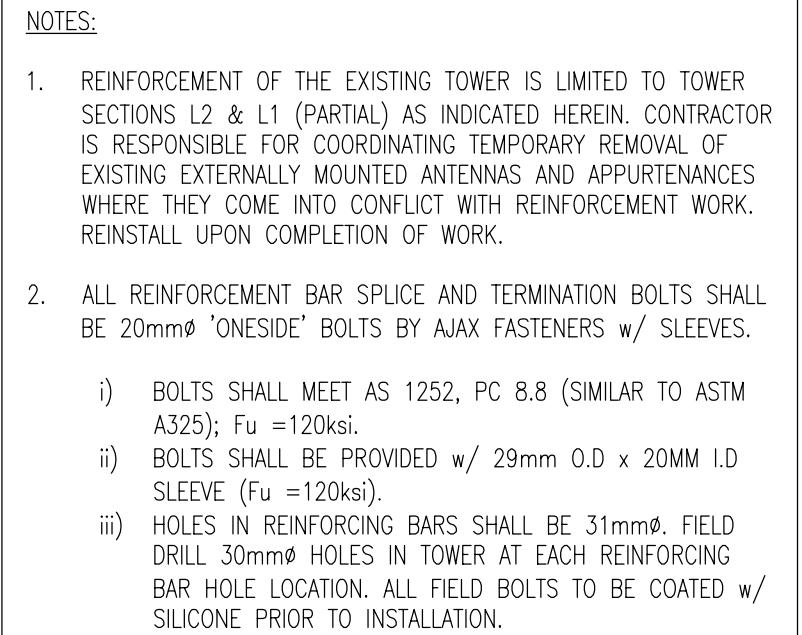 NOTES:
1. REINFORCEMENT OF THE EXISTING TOWER IS LIMITED TO TOWER
SECTIONS L2 & L1 (PARTIAL) AS INDICATED HEREIN. CONTRACTOR
IS RESPONSIBLE FOR COORDINATING TEMPORARY REMOVAL OF
EXISTING EXTERNALLY MOUNTED ANTENNAS AND APPURTENANCES
WHERE THEY COME INTO CONFLICT WITH REINFORCEMENT WORK.
REINSTALL UPON COMPLETION OF WORK.
2. ALL REINFORCEMENT BAR SPLICE AND TERMINATION BOLTS SHALL
BE 20mmø 'ONESIDE' BOLTS BY AJAX FASTENERS w/ SLEEVES.
i) BOLTS SHALL MEET AS 1252, PC 8.8 (SIMILAR TO ASTM
A325); Fu =120ksi.
ii) BOLTS SHALL BE PROVIDED w/ 29mm O.D x 20MM I.D
SLEEVE (Fu =120ksi).
iii) HOLES IN REINFORCING BARS SHALL BE 31mmø. FIELD
DRILL 30mmø HOLES IN TOWER AT EACH REINFORCING
BAR HOLE LOCATION. ALL FIELD BOLTS TO BE COATED w/
SILICONE PRIOR TO INSTALLATION.